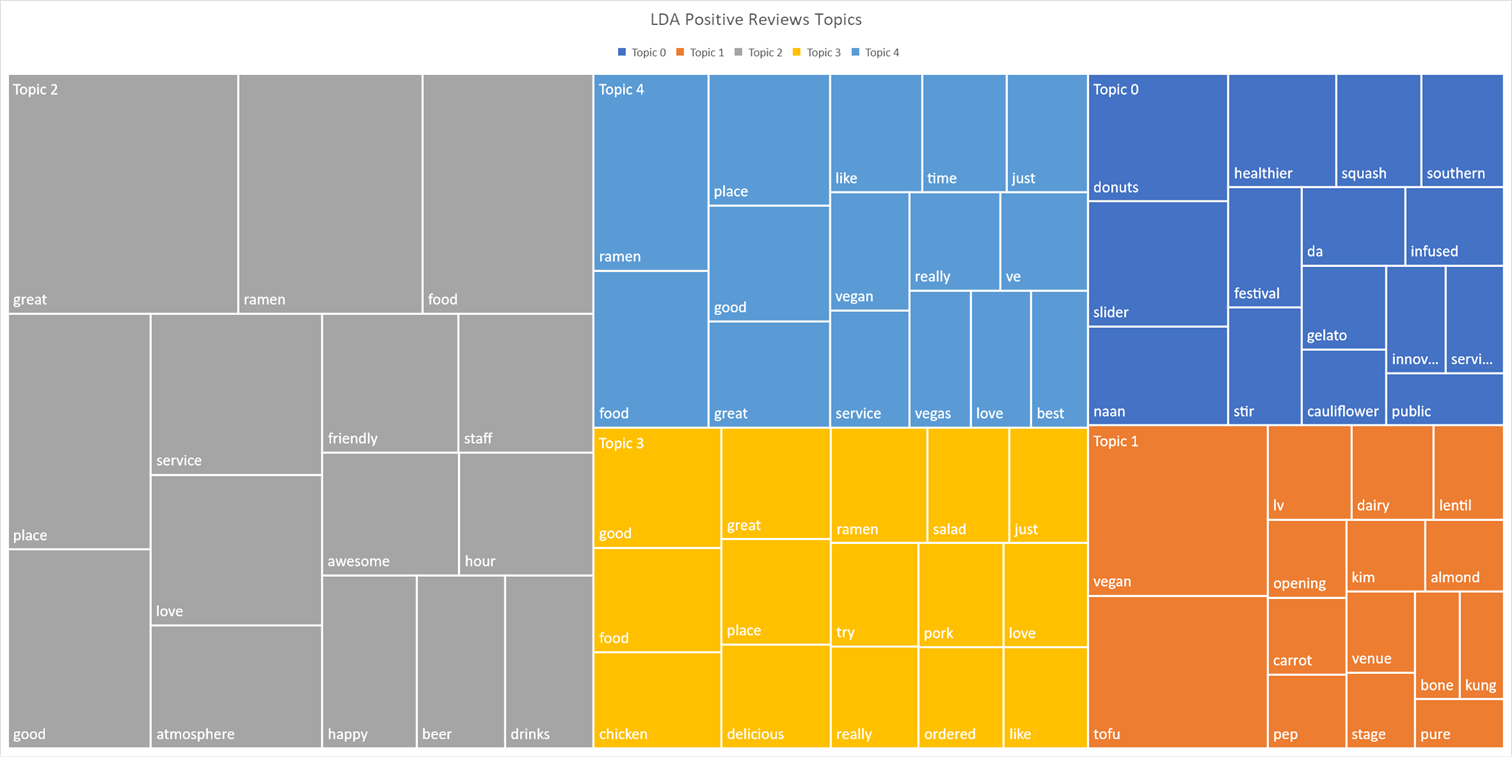 LDA Positive Reviews Topics
Topic 0 Topic 1 Topic 2 Topic 3 Topic 4
Topic 2
great
ramen
food
place
good
service
love
atmosphere
friendly
staff
awesome
hour
happy
beer
drinks
Topic 4
ramen
food
place
good
great
like
time
just
vegan
service
really
ve
vegas
love
best
Topic 3
good
food
chicken
great
place
delicious
ramen
salad
just
try
pork
love
really
ordered
like
Topic 0
donuts
slider
naan
healthier
squash
southern
festival
stir
da
infused
gelato
cauliflower
innov...
servi...
public
Topic 1
vegan
tofu
lv
dairy
lentil
opening
carrot
pep
kim
almond
venue
stage
bone
kung
pure